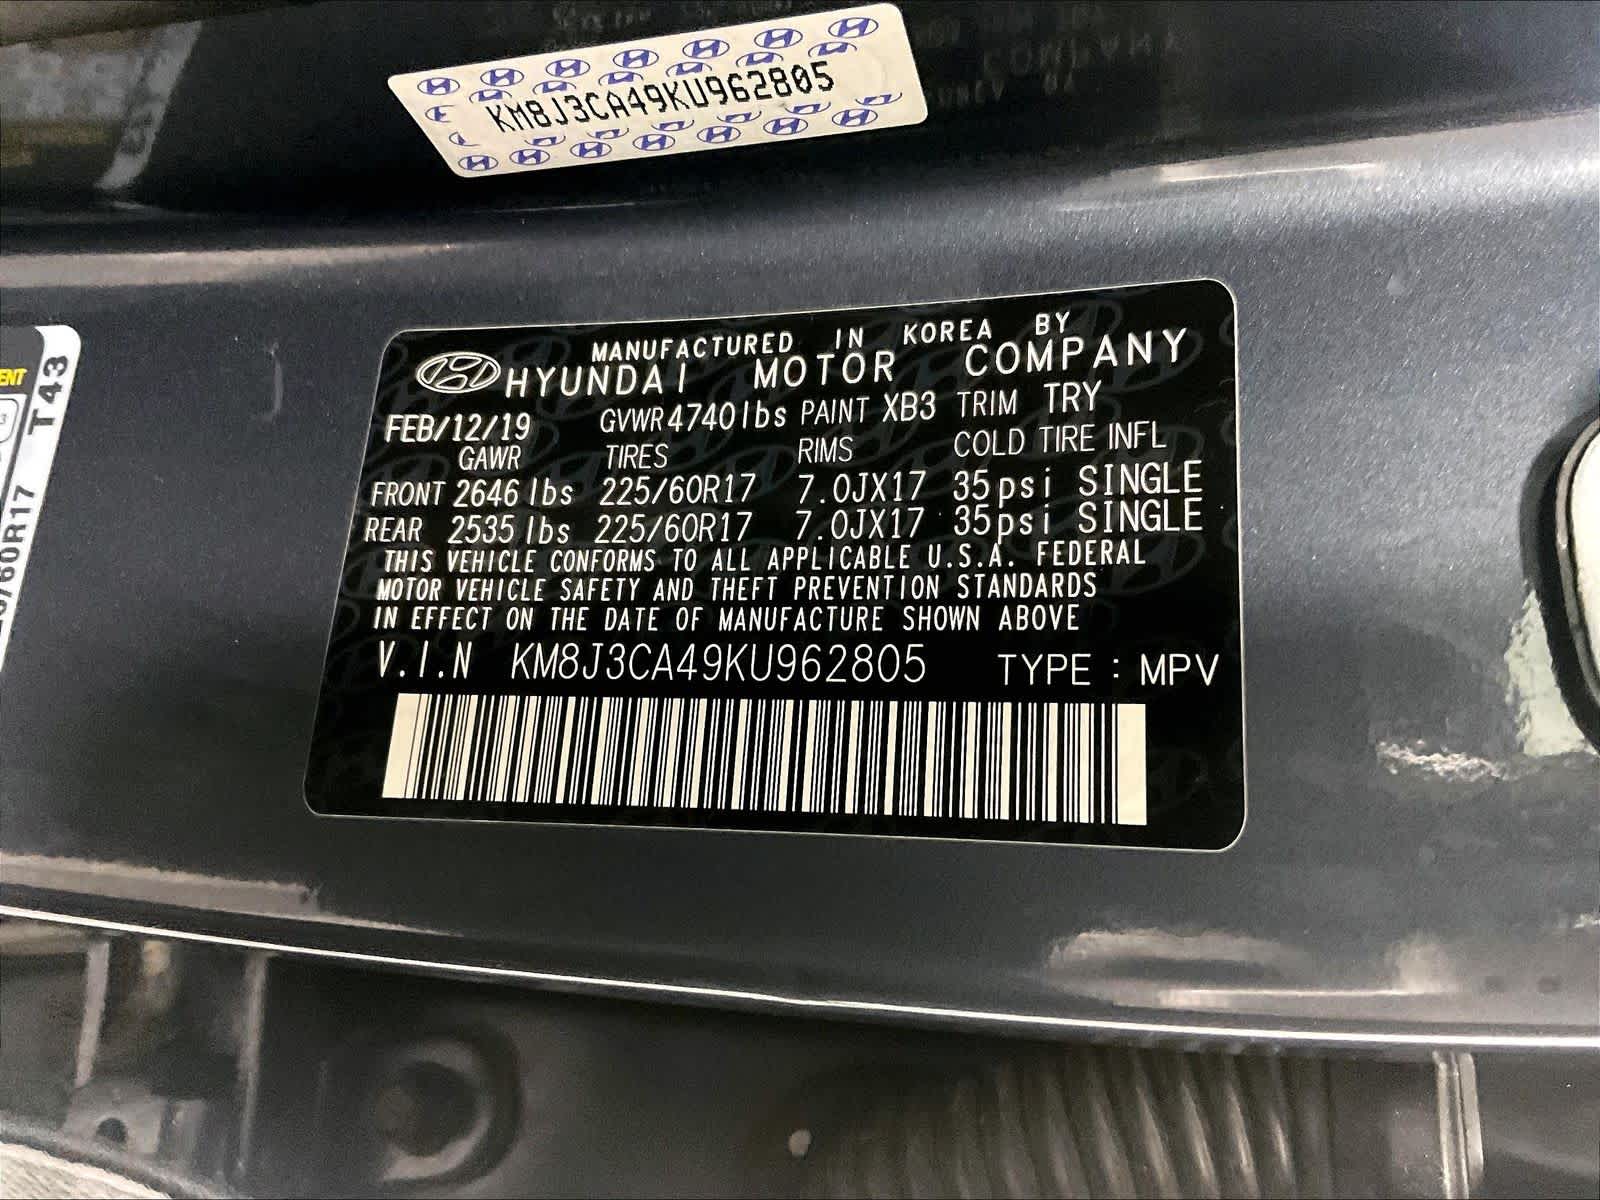 KM8J3CA49KU962805
MANUFACTURED IN KOREA BY
HYUNDAI MOTOR COMPANY
FEB/12/19 GVWR 4740lbs PAINT XB3 TRIM TRY
GAWR TIRES RIMS COLD TIRE INFL
FRONT 2646 lbs 225/60R17 7.0JX17 35psi SINGLE
REAR 2535 lbs 225/60R17 7.0JX17 35psi SINGLE
THIS VEHICLE CONFORMS TO ALL APPLICABLE U.S.A. FEDERAL
MOTOR VEHICLE SAFETY AND THEFT PREVENTION STANDARDS
IN EFFECT ON THE DATE OF MANUFACTURE SHOWN ABOVE
V.I.N KM8J3CA49KU962805 TYPE : MPV
T43
/60R17